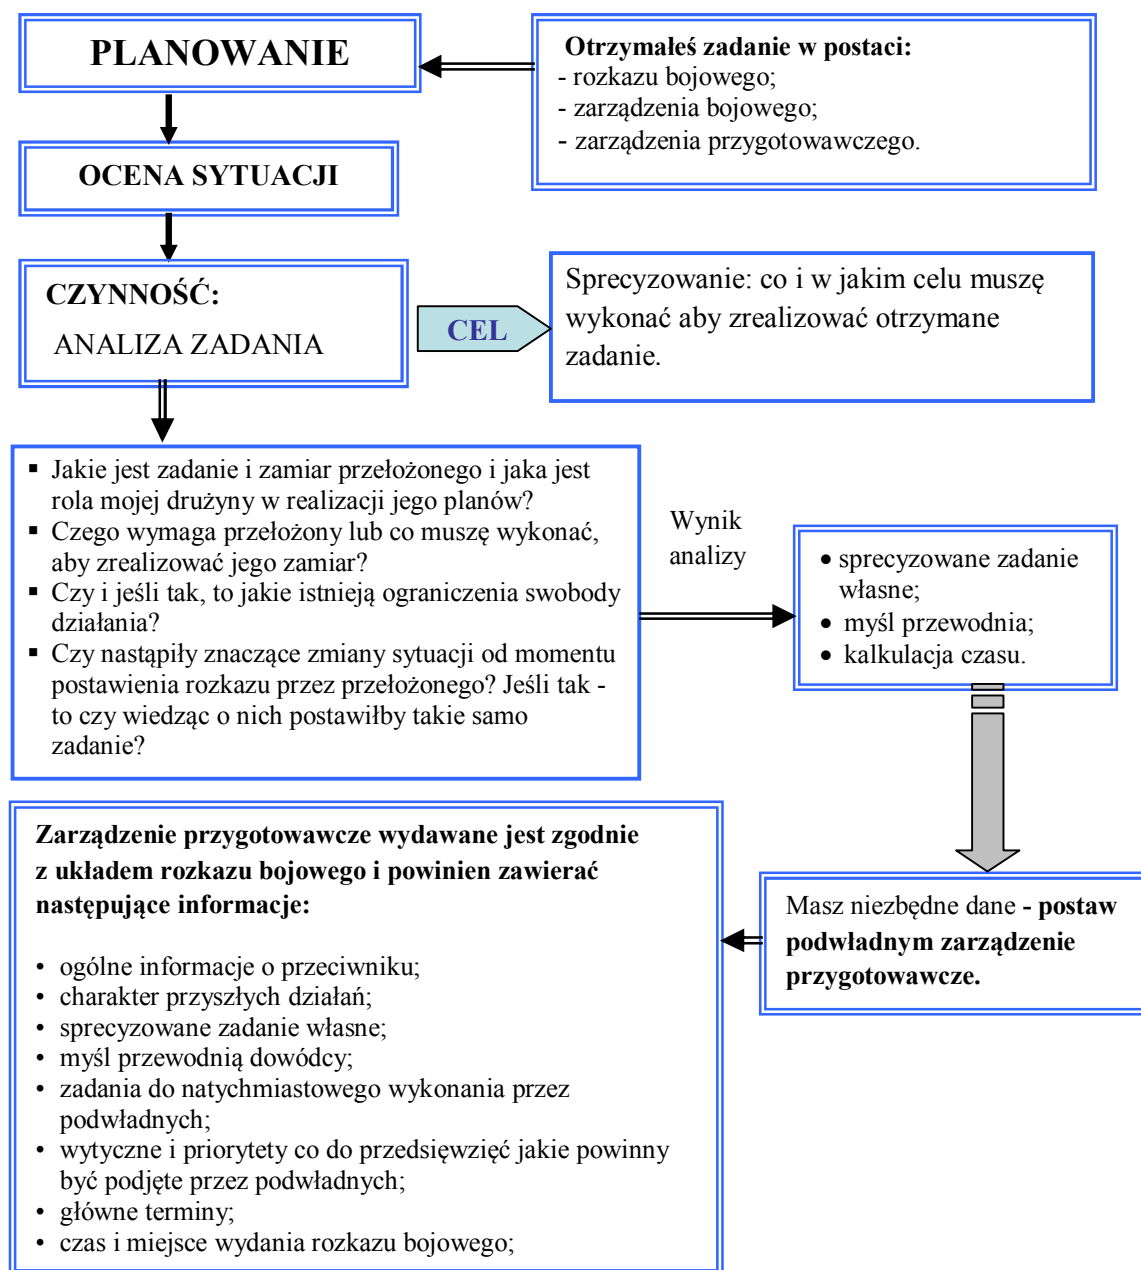 PLANOWANIE
Otrzymałeś zadanie w postaci:
- rozkazu bojowego;
- zarządzenia bojowego;
- zarządzenia przygotowawczego.
OCENA SYTUACJI
CZYNNOŚĆ:
ANALIZA ZADANIA
CEL
Sprecyzowanie: co i w jakim celu muszę
wykonać aby zrealizować otrzymane
zadanie.
▪ Jakie jest zadanie i zamiar przełożonego i jaka jest
rola mojej drużyny w realizacji jego planów?
▪ Czego wymaga przełożony lub co muszę wykonać,
aby zrealizować jego zamiar?
▪ Czy i jeśli tak, to jakie istnieją ograniczenia swobody
działania?
▪ Czy nastąpiły znaczące zmiany sytuacji od momentu
postawienia rozkazu przez przełożonego? Jeśli tak -
to czy wiedząc o nich postawiłby takie samo
zadanie?
Wynik
analizy
• sprecyzowane zadanie
własne;
• myśl przewodnia;
• kalkulacja czasu.
Masz niezbędne dane - postaw
podwładnym zarządzenie
przygotowawcze.
Zarządzenie przygotowawcze wydawane jest zgodnie
z układem rozkazu bojowego i powinien zawierać
następujące informacje:
• ogólne informacje o przeciwniku;
• charakter przyszłych działań;
• sprecyzowane zadanie własne;
• myśl przewodnią dowódcy;
• zadania do natychmiastowego wykonania przez
podwładnych;
• wytyczne i priorytety co do przedsięwzięć jakie powinny
być podjęte przez podwładnych;
• główne terminy;
• czas i miejsce wydania rozkazu bojowego;